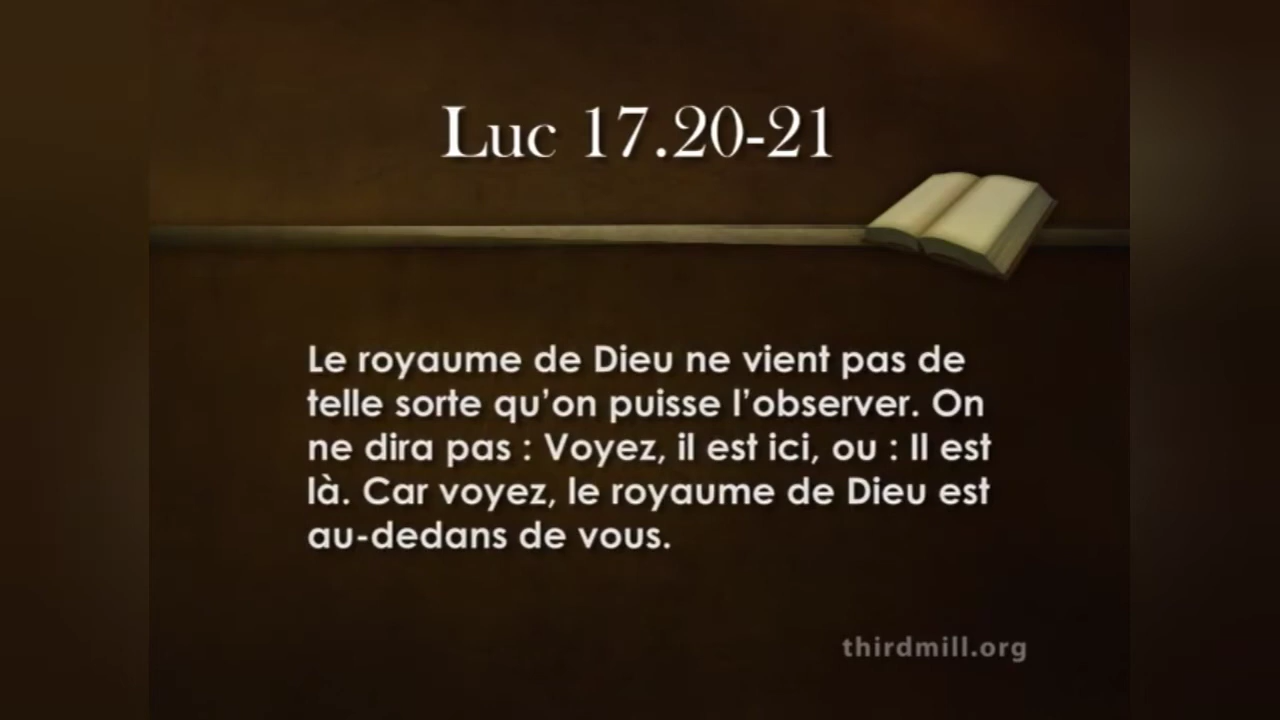 Luc 17.20-21
Le royaume de Dieu ne vient pas de
telle sorte qu’on puisse l’observer. On
ne dira pas : Voyez, il est ici, ou : Il est
là. Car voyez, le royaume de Dieu est
au-dedans de vous.
thirdmill.org